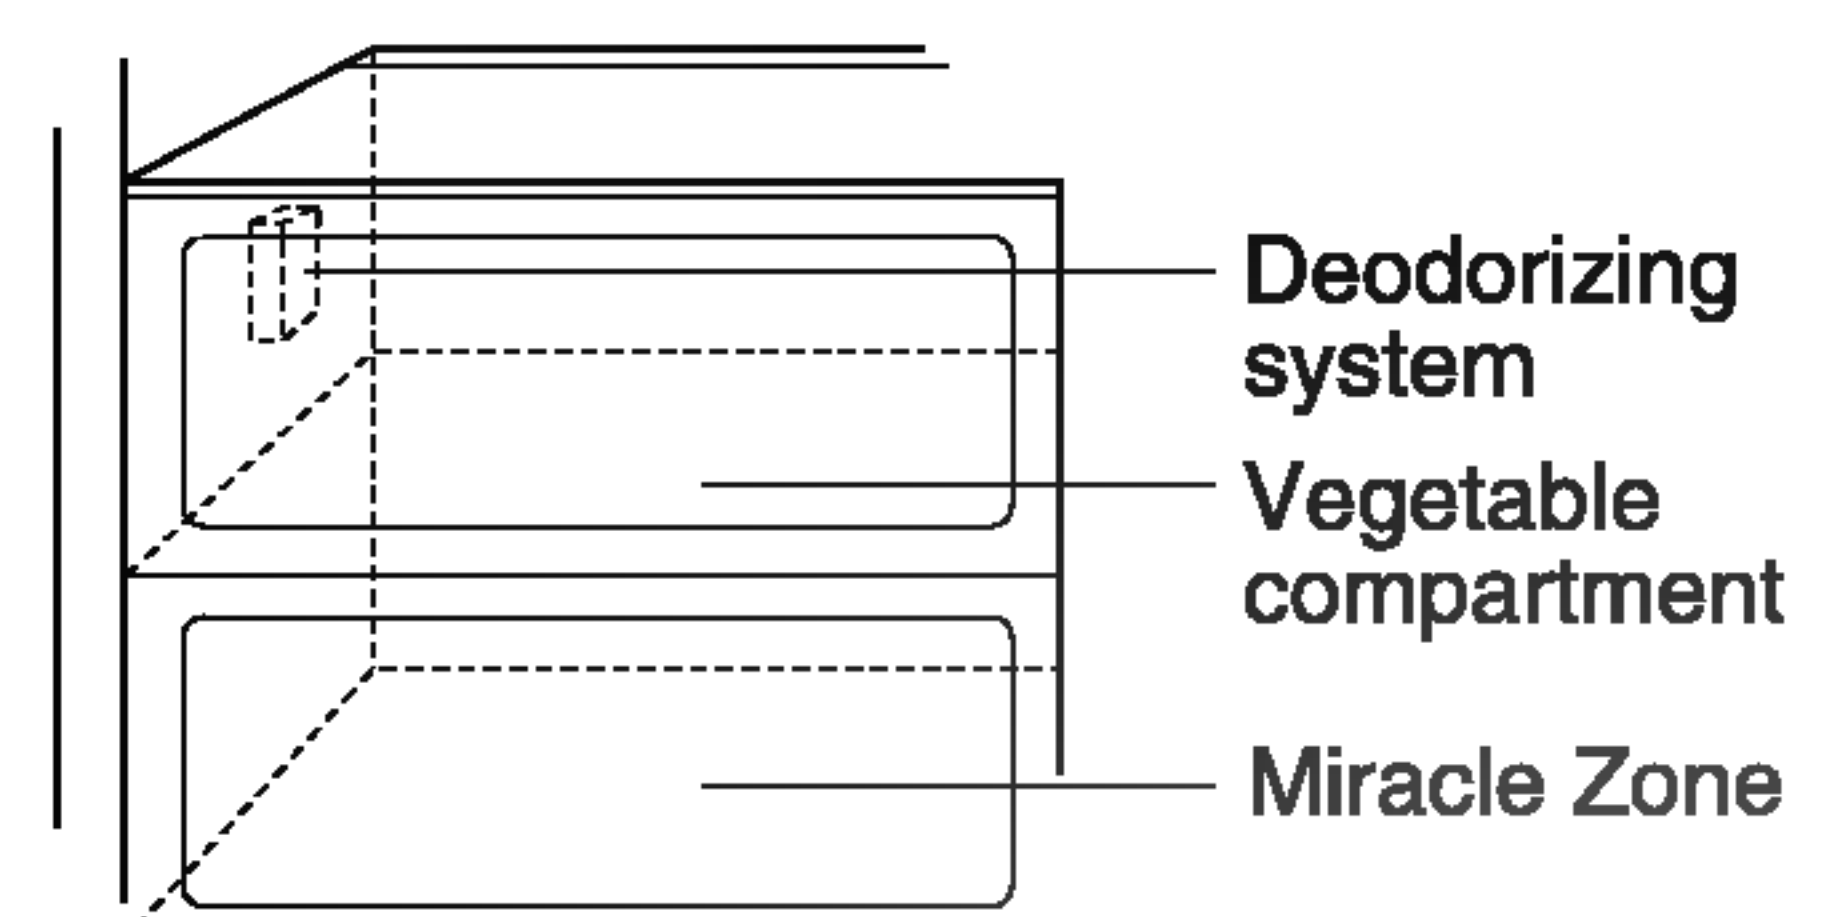 Deodorizing
system
Vegetable
compartment
Miracle Zone